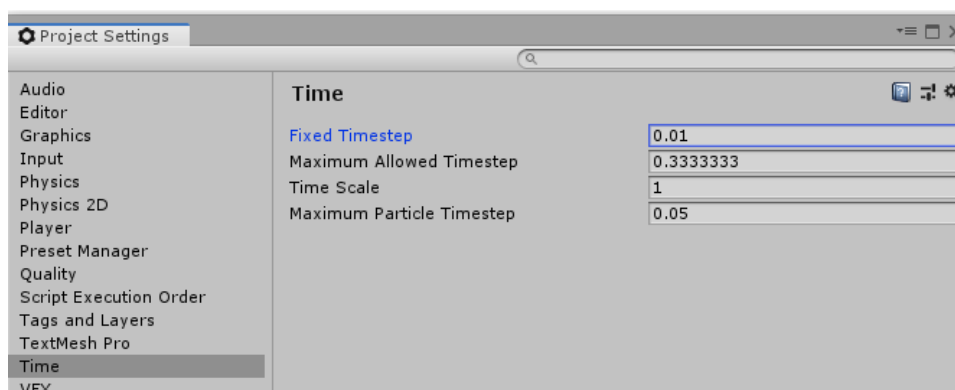 Project Settings
Audio
Editor
Graphics
Input
Physics
Physics 2D
Player
Preset Manager
Quality
Script Execution Order
Tags and Layers
TextMesh Pro
Time
VFX
Time
Fixed Timestep 0.01
Maximum Allowed Timestep 0.3333333
Time Scale 1
Maximum Particle Timestep 0.05